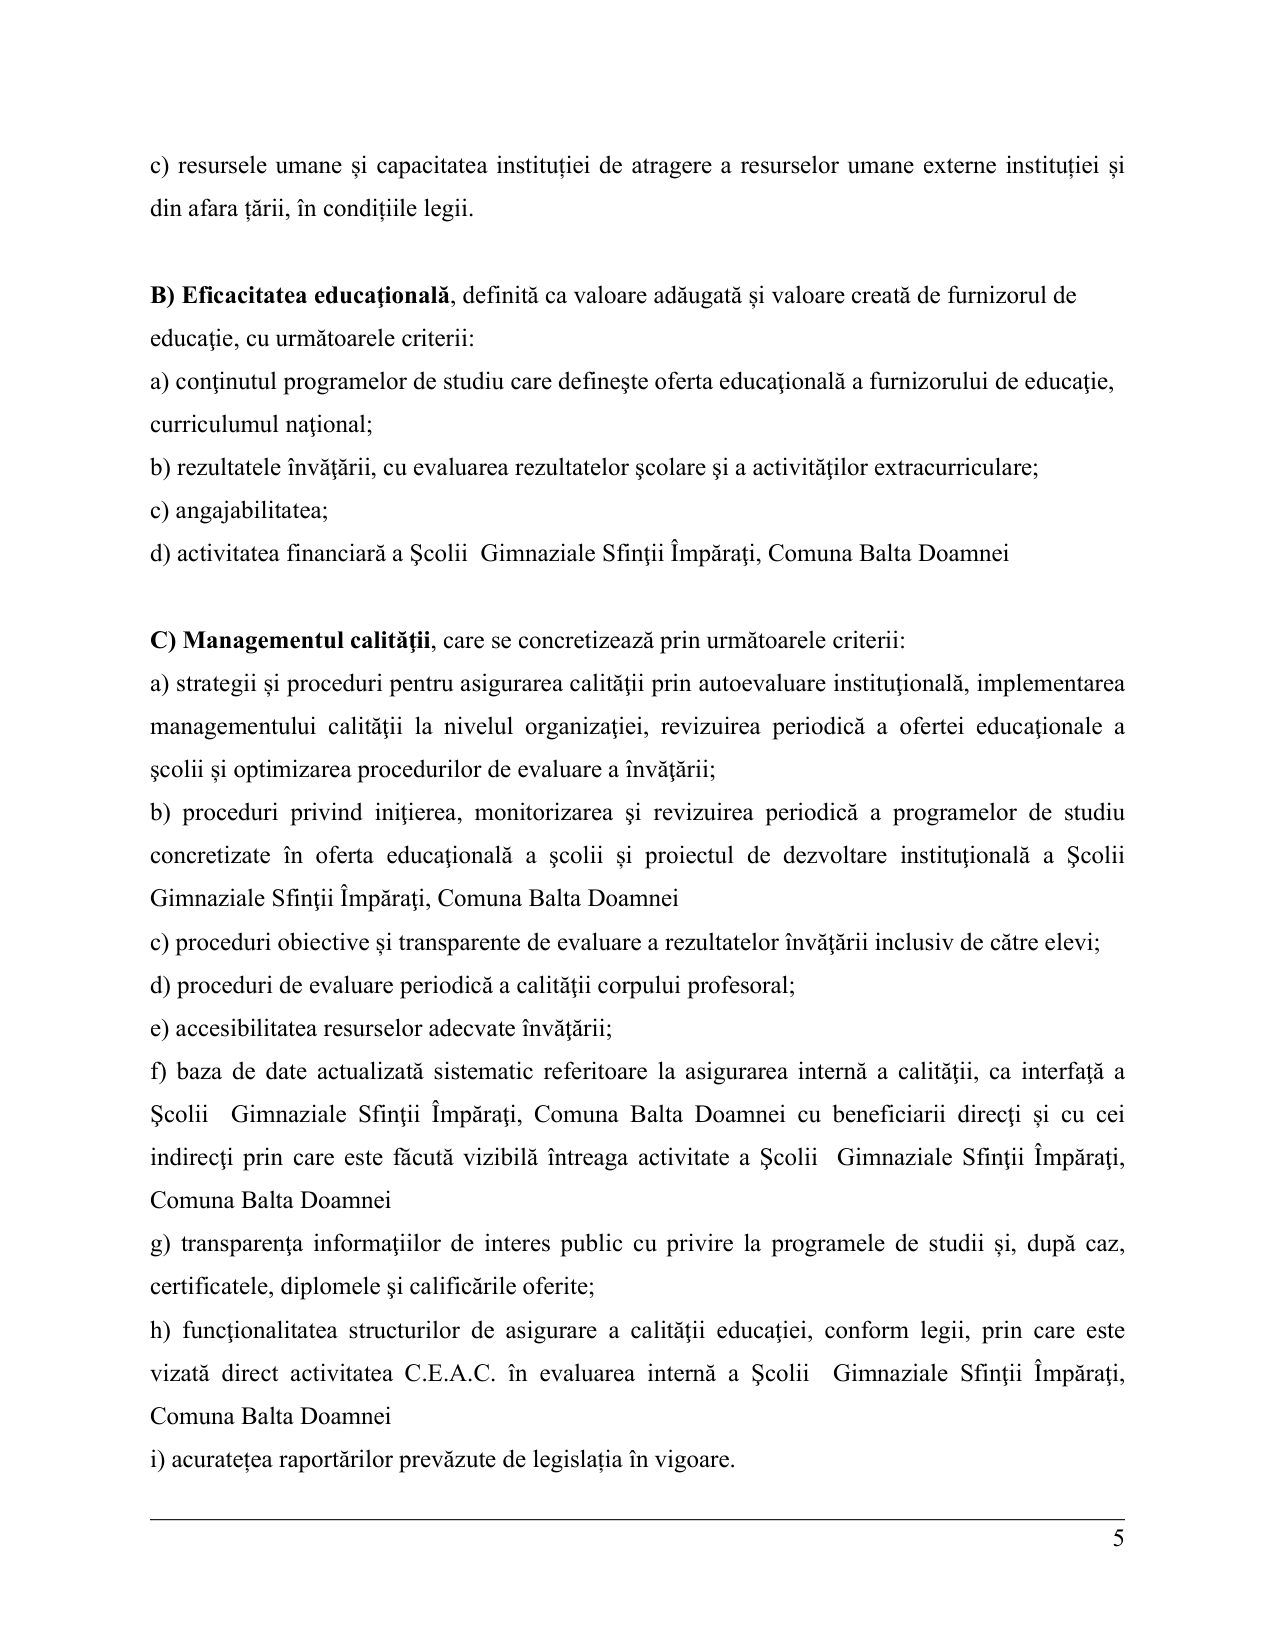 c) resursele umane și capacitatea instituției de atragere a resurselor umane externe instituției și
din afara țării, în condițiile legii.
B) Eficacitatea educaţională, definită ca valoare adăugată și valoare creată de furnizorul de
educaţie, cu următoarele criterii:
a) conţinutul programelor de studiu care defineşte oferta educaţională a furnizorului de educaţie,
curriculumul naţional;
b) rezultatele învăţării, cu evaluarea rezultatelor şcolare şi a activităţilor extracurriculare;
c) angajabilitatea;
d) activitatea financiară a Şcolii  Gimnaziale Sfinţii Împăraţi, Comuna Balta Doamnei
C) Managementul calităţii, care se concretizează prin următoarele criterii:
a) strategii și proceduri pentru asigurarea calităţii prin autoevaluare instituţională, implementarea
managementului calităţii la nivelul organizaţiei, revizuirea periodică a ofertei educaţionale a
şcolii și optimizarea procedurilor de evaluare a învăţării;
b) proceduri privind iniţierea, monitorizarea şi revizuirea periodică a programelor de studiu
concretizate în oferta educaţională a şcolii și proiectul de dezvoltare instituţională a Şcolii
Gimnaziale Sfinţii Împăraţi, Comuna Balta Doamnei
c) proceduri obiective și transparente de evaluare a rezultatelor învăţării inclusiv de către elevi;
d) proceduri de evaluare periodică a calităţii corpului profesoral;
e) accesibilitatea resurselor adecvate învăţării;
f) baza de date actualizată sistematic referitoare la asigurarea internă a calităţii, ca interfaţă a
Şcolii  Gimnaziale Sfinţii Împăraţi, Comuna Balta Doamnei cu beneficiarii direcţi și cu cei
indirecţi prin care este făcută vizibilă întreaga activitate a Şcolii  Gimnaziale Sfinţii Împăraţi,
Comuna Balta Doamnei
g) transparenţa informaţiilor de interes public cu privire la programele de studii și, după caz,
certificatele, diplomele şi calificările oferite;
h) funcţionalitatea structurilor de asigurare a calităţii educaţiei, conform legii, prin care este
vizată direct activitatea C.E.A.C. în evaluarea internă a Şcolii  Gimnaziale Sfinţii Împăraţi,
Comuna Balta Doamnei
i) acuratețea raportărilor prevăzute de legislația în vigoare.
5